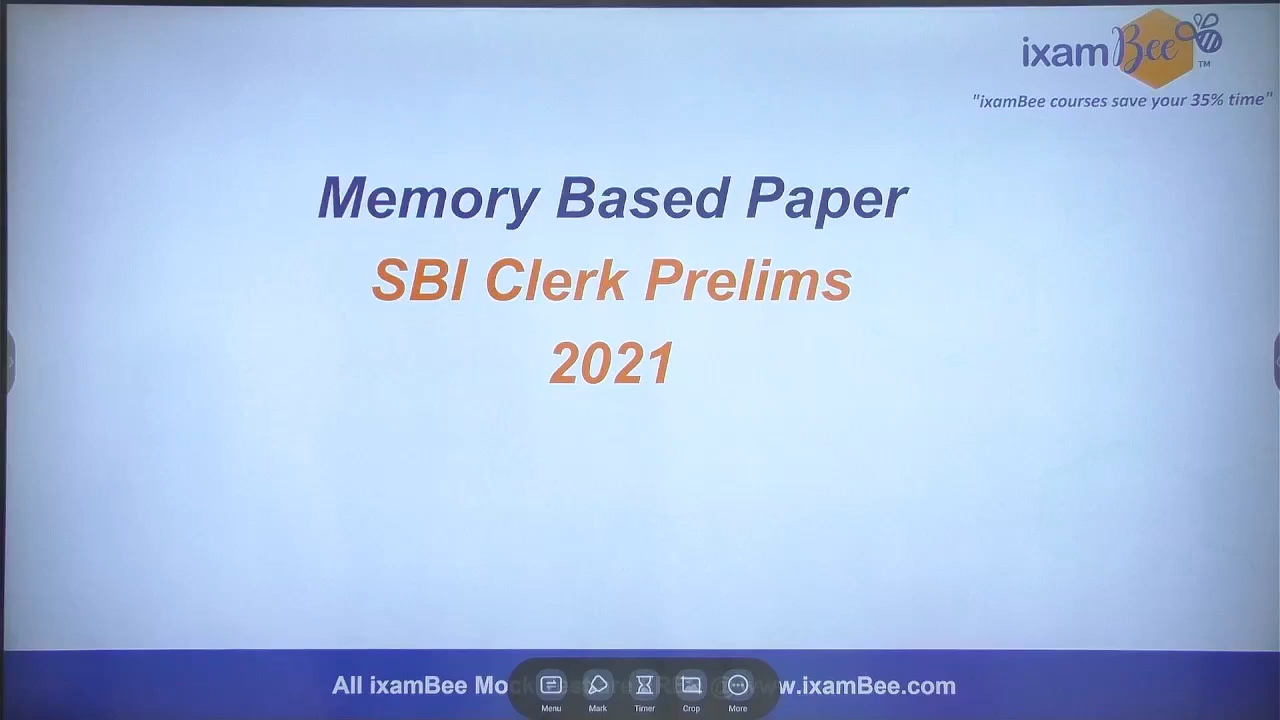 ixamBee TM
"ixamBee courses save your 35% time"
Memory Based Paper
SBI Clerk Prelims
2021
All ixamBee Mo www.ixamBee.com
Menu Mark Timer Crop More